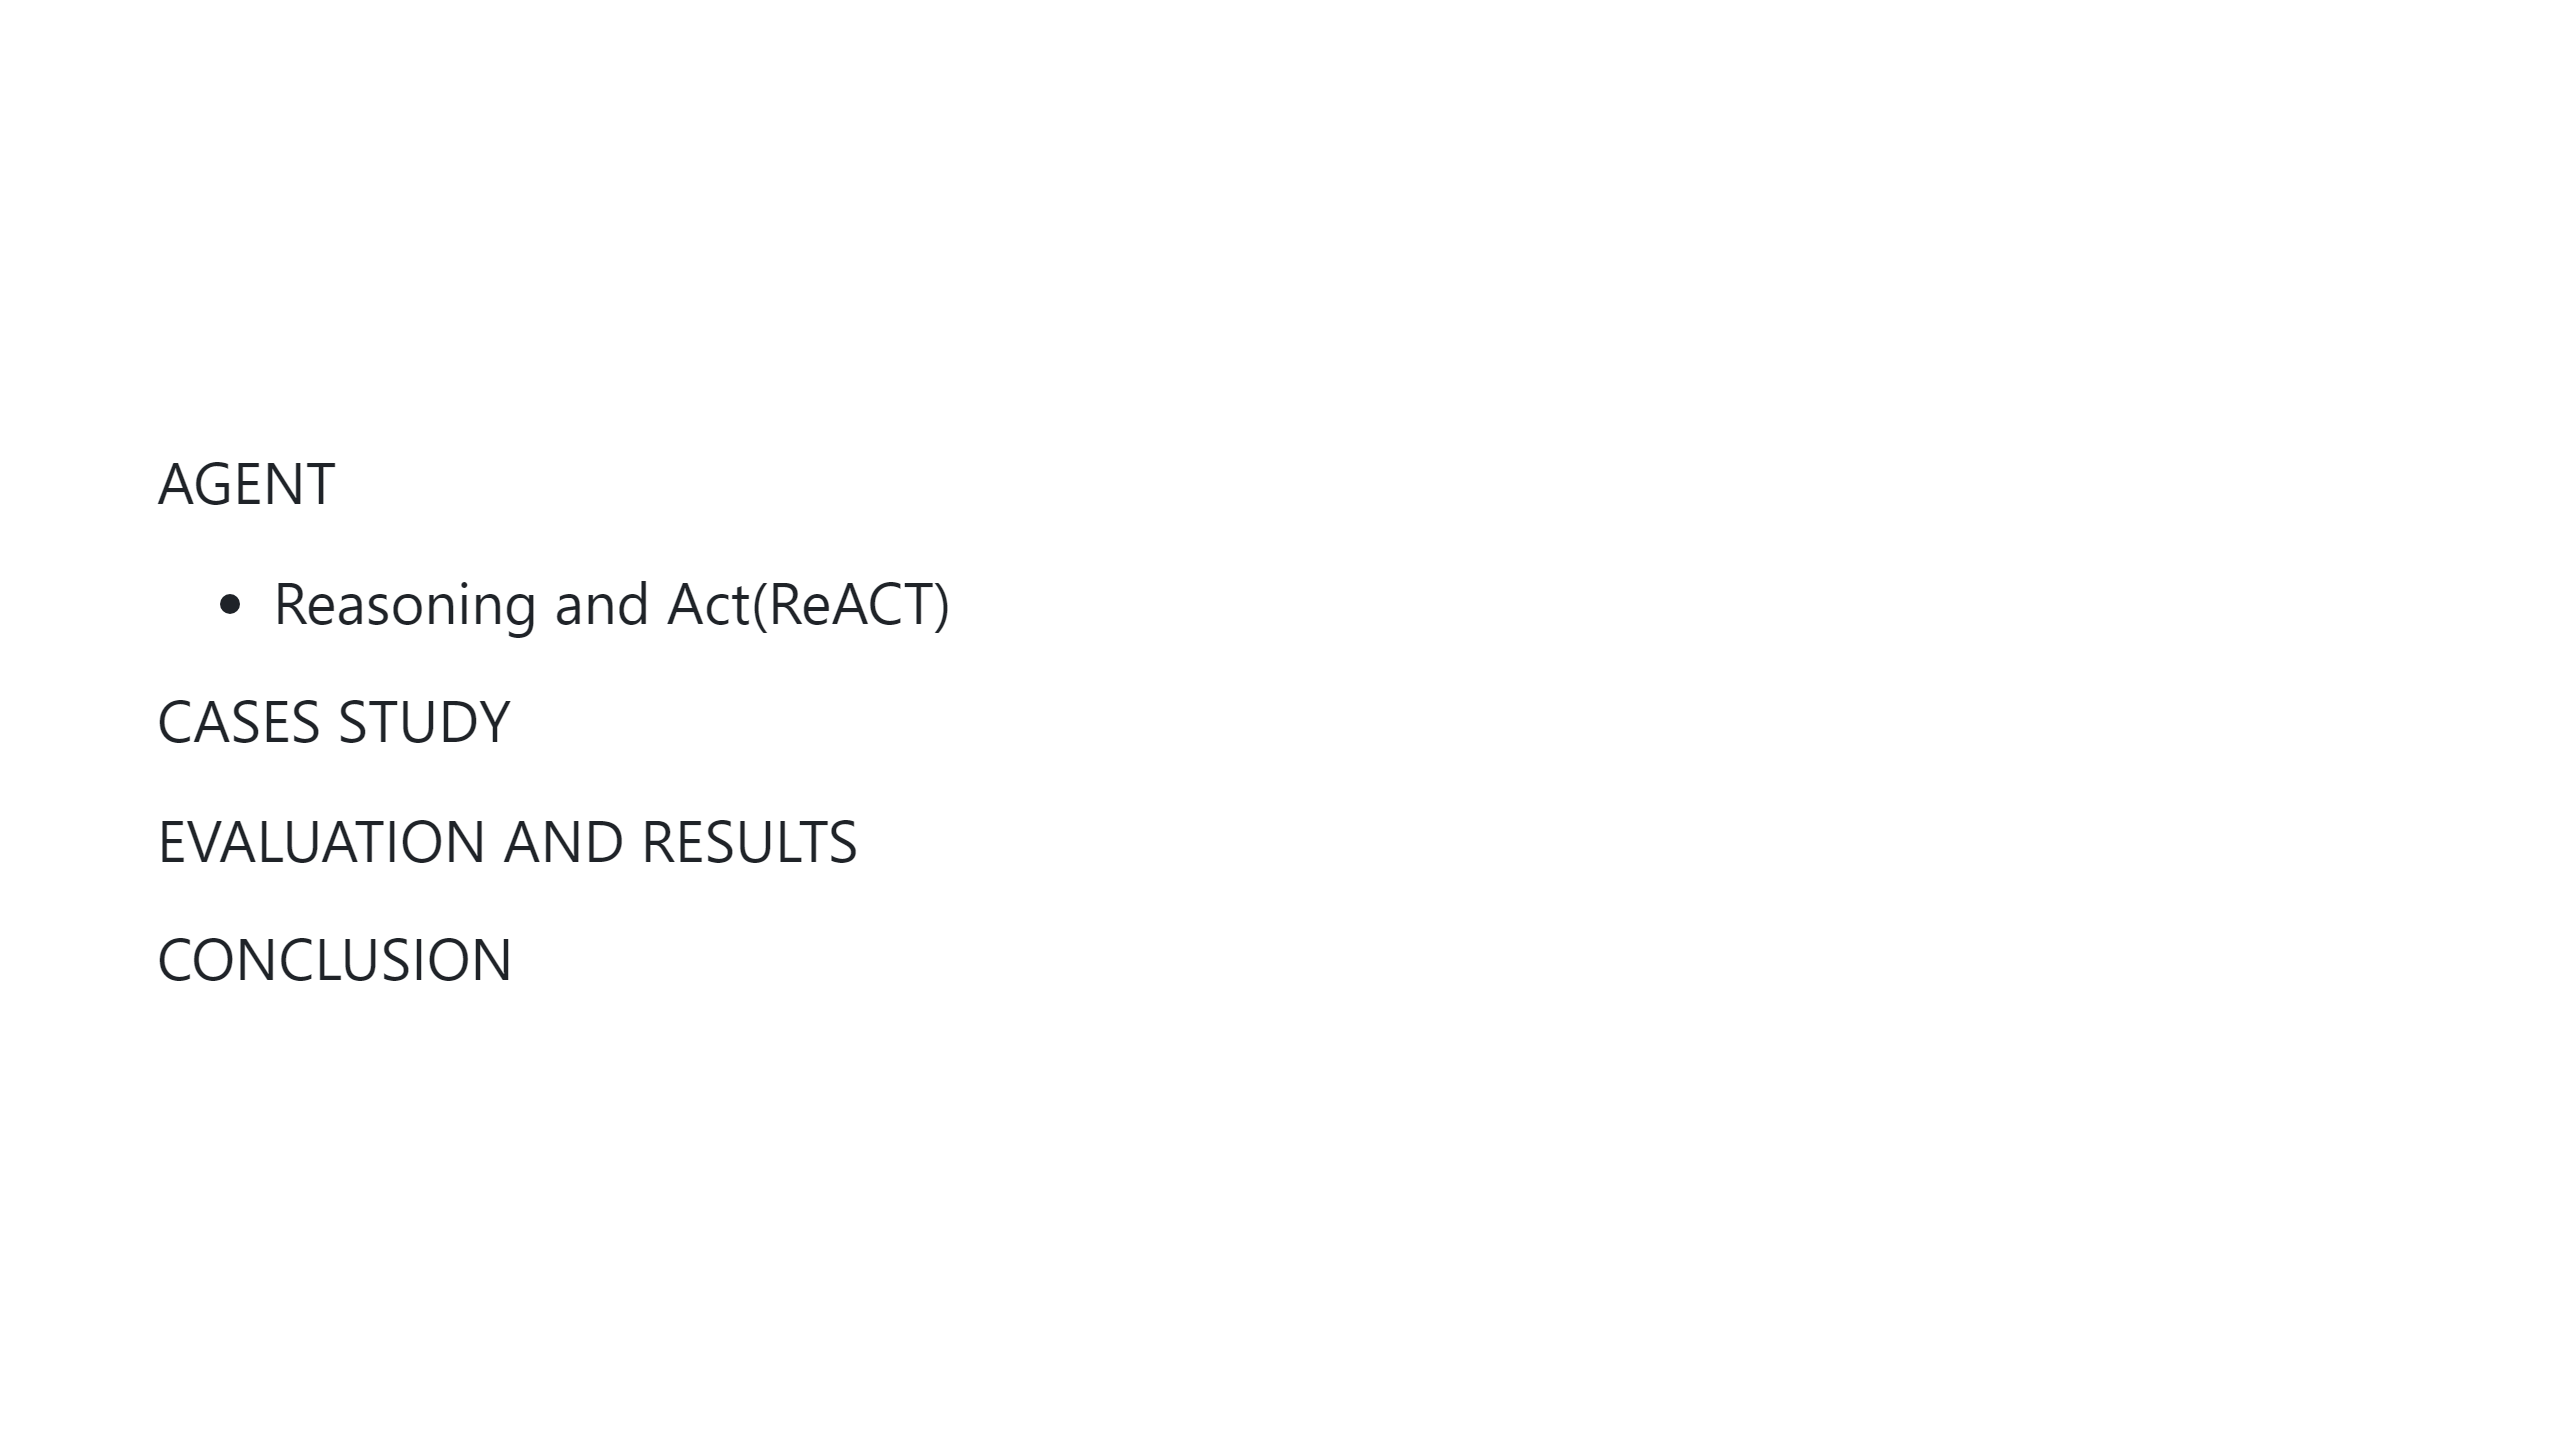 AGENT
• Reasoning and Act(ReACT)
CASES STUDY
EVALUATION AND RESULTS
CONCLUSION